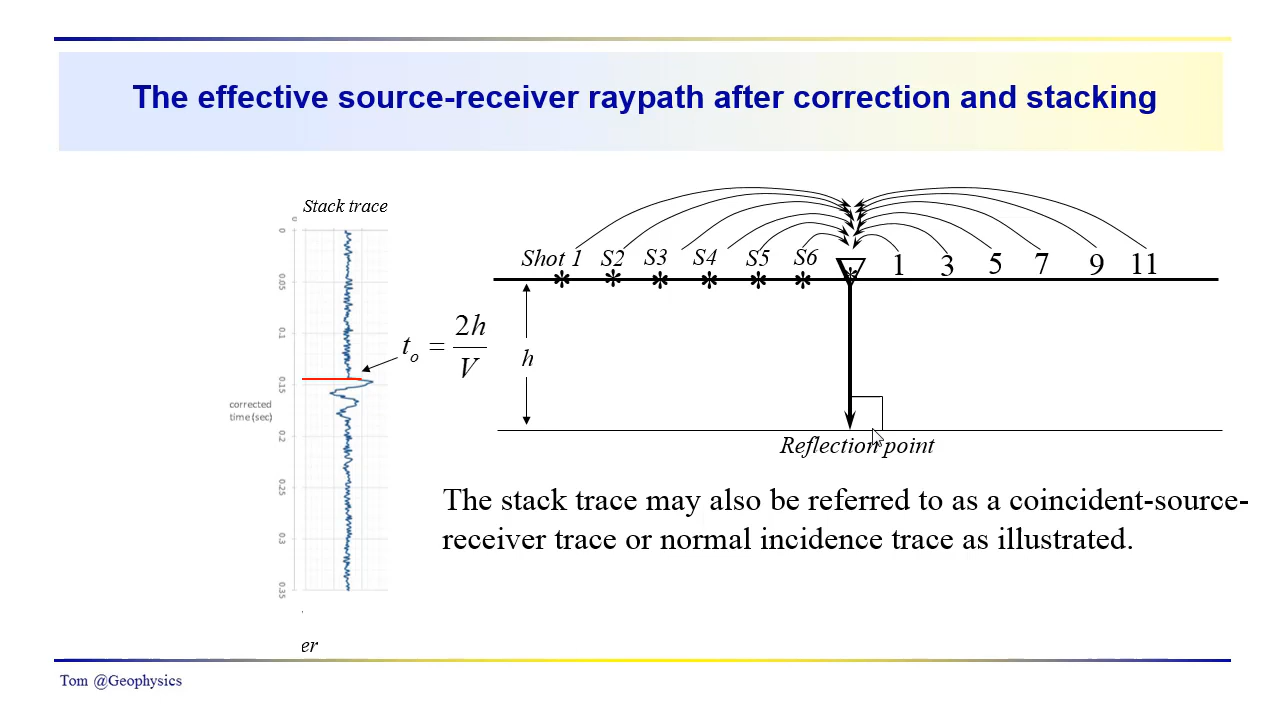 The effective source-receiver raypath after correction and stacking
Stack trace
0
0
0.05
0.1
0.15
0.2
0.25
0.3
0.35
corrected
time (sec)
t_o = 2h/V
Shot 1 S2 S3 S4 S5 S6 1 3 5 7 9 11
h
Reflection point
The stack trace may also be referred to as a coincident-source-
receiver trace or normal incidence trace as illustrated.
er
Tom @Geophysics